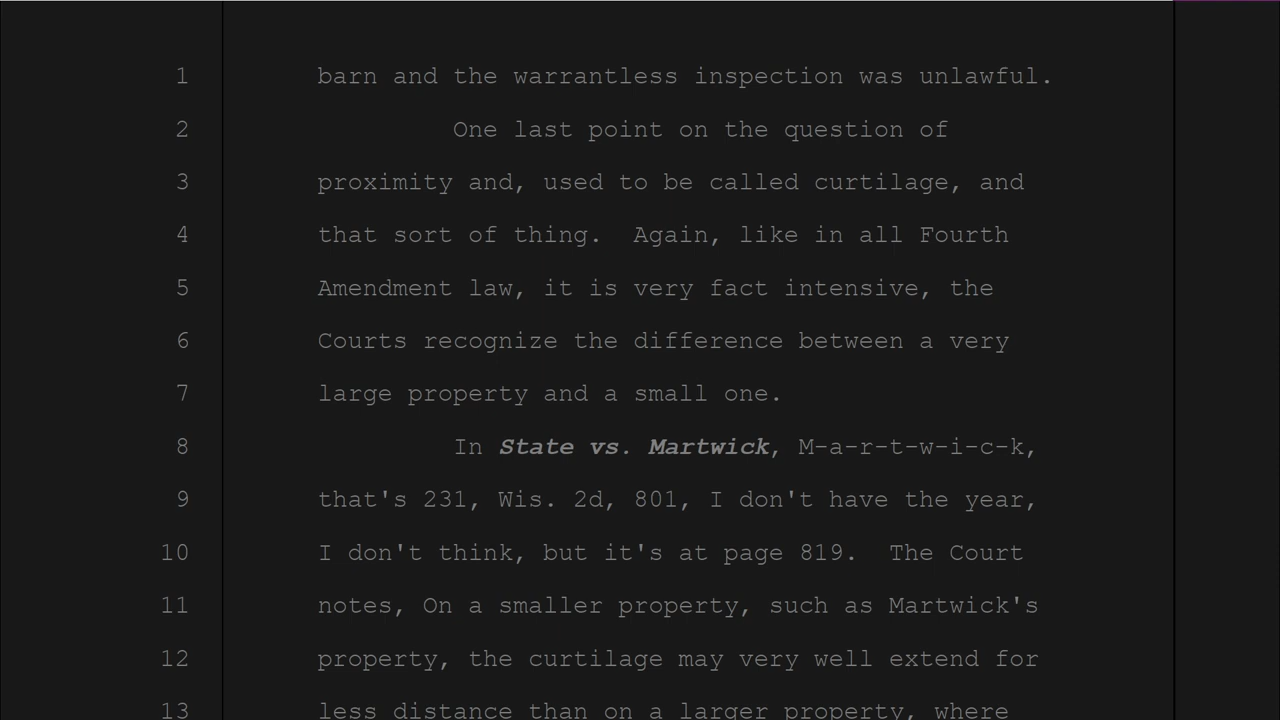 1 barn and the warrantless inspection was unlawful.
2 One last point on the question of
3 proximity and, used to be called curtilage, and
4 that sort of thing. Again, like in all Fourth
5 Amendment law, it is very fact intensive, the
6 Courts recognize the difference between a very
7 large property and a small one.
8 In State vs. Martwick, M-a-r-t-w-i-c-k,
9 that's 231, Wis. 2d, 801, I don't have the year,
10 I don't think, but it's at page 819. The Court
11 notes, On a smaller property, such as Martwick's
12 property, the curtilage may very well extend for
13 less distance than on a larger property, where